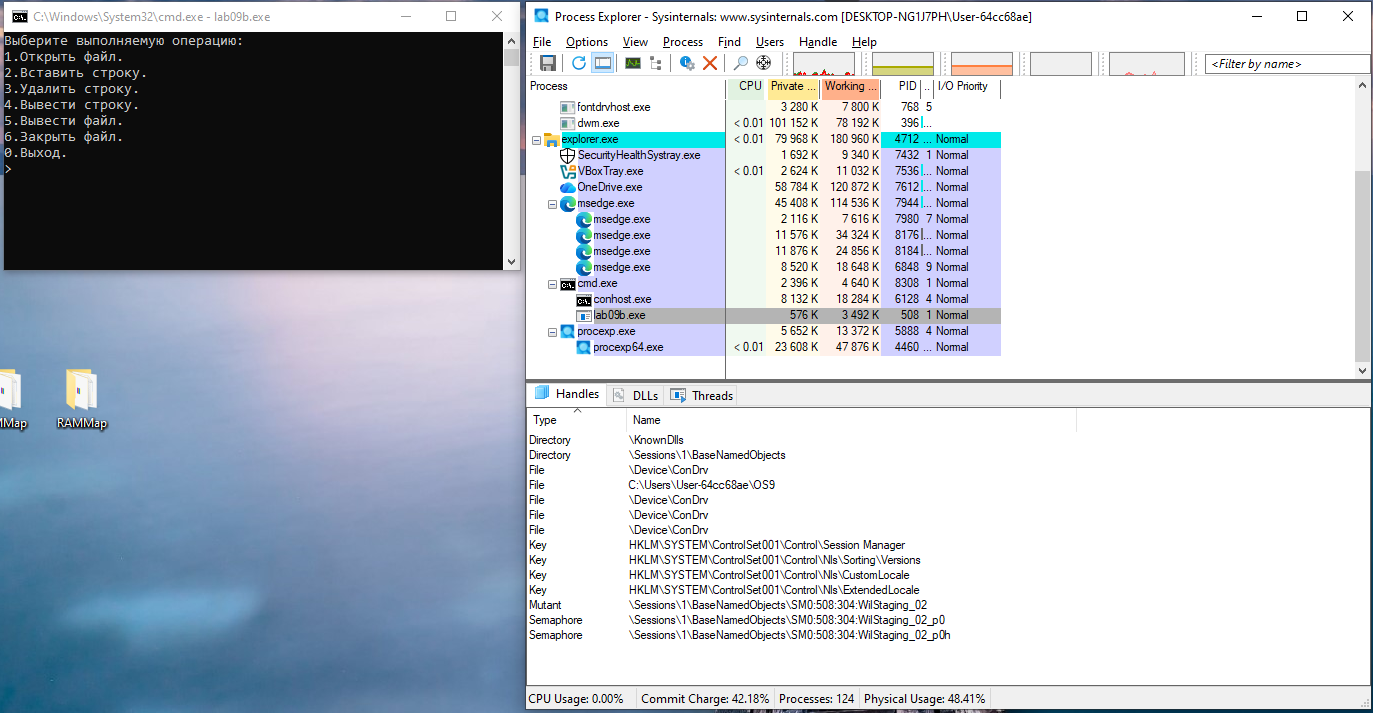 C:\Windows\System32\cmd.exe - lab09b.exe
Выберите выполняемую операцию:
1.Открыть файл.
2.Вставить строку.
3.Удалить строку.
4.Вывести строку.
5.Вывести файл.
6.Закрыть файл.
0.Выход.
>
MMap
RAMMap
Process Explorer - Sysinternals: www.sysinternals.com [DESKTOP-NG1J7PH\User-64cc68ae]
File Options View Process Find Users Handle Help
<Filter by name>
Process CPU Private ... Working ... PID ... I/O Priority
fontdrvhost.exe 3 280 K 7 800 K 768 5
dwm.exe < 0.01 101 152 K 78 192 K 396 ...
explorer.exe < 0.01 79 968 K 180 960 K 4712 ... Normal
SecurityHealthSystray.exe 1 692 K 9 340 K 7432 1 Normal
VBoxTray.exe < 0.01 2 624 K 11 032 K 7536 ... Normal
OneDrive.exe 58 784 K 120 872 K 7612 ... Normal
msedge.exe 45 408 K 114 536 K 7944 ... Normal
msedge.exe 2 116 K 7 616 K 7980 7 Normal
msedge.exe 11 576 K 34 324 K 8176 ... Normal
msedge.exe 11 876 K 24 856 K 8184 ... Normal
msedge.exe 8 520 K 18 648 K 6848 9 Normal
cmd.exe 2 396 K 4 640 K 8308 1 Normal
conhost.exe 8 132 K 18 284 K 6128 4 Normal
lab09b.exe 576 K 3 492 K 508 1 Normal
procexp.exe 5 652 K 13 372 K 5888 4 Normal
procexp64.exe < 0.01 23 608 K 47 876 K 4460 ... Normal
Handles DLLs Threads
Type Name
Directory \KnownDlls
Directory \Sessions\1\BaseNamedObjects
File \Device\ConDrv
File C:\Users\User-64cc68ae\OS9
File \Device\ConDrv
File \Device\ConDrv
File \Device\ConDrv
Key HKLM\SYSTEM\ControlSet001\Control\Session Manager
Key HKLM\SYSTEM\ControlSet001\Control\Nls\Sorting\Versions
Key HKLM\SYSTEM\ControlSet001\Control\Nls\CustomLocale
Key HKLM\SYSTEM\ControlSet001\Control\Nls\ExtendedLocale
Mutant \Sessions\1\BaseNamedObjects\SM0:508:304:WilStaging_02
Semaphore \Sessions\1\BaseNamedObjects\SM0:508:304:WilStaging_02_p0
Semaphore \Sessions\1\BaseNamedObjects\SM0:508:304:WilStaging_02_p0h
CPU Usage: 0.00% Commit Charge: 42.18% Processes: 124 Physical Usage: 48.41%